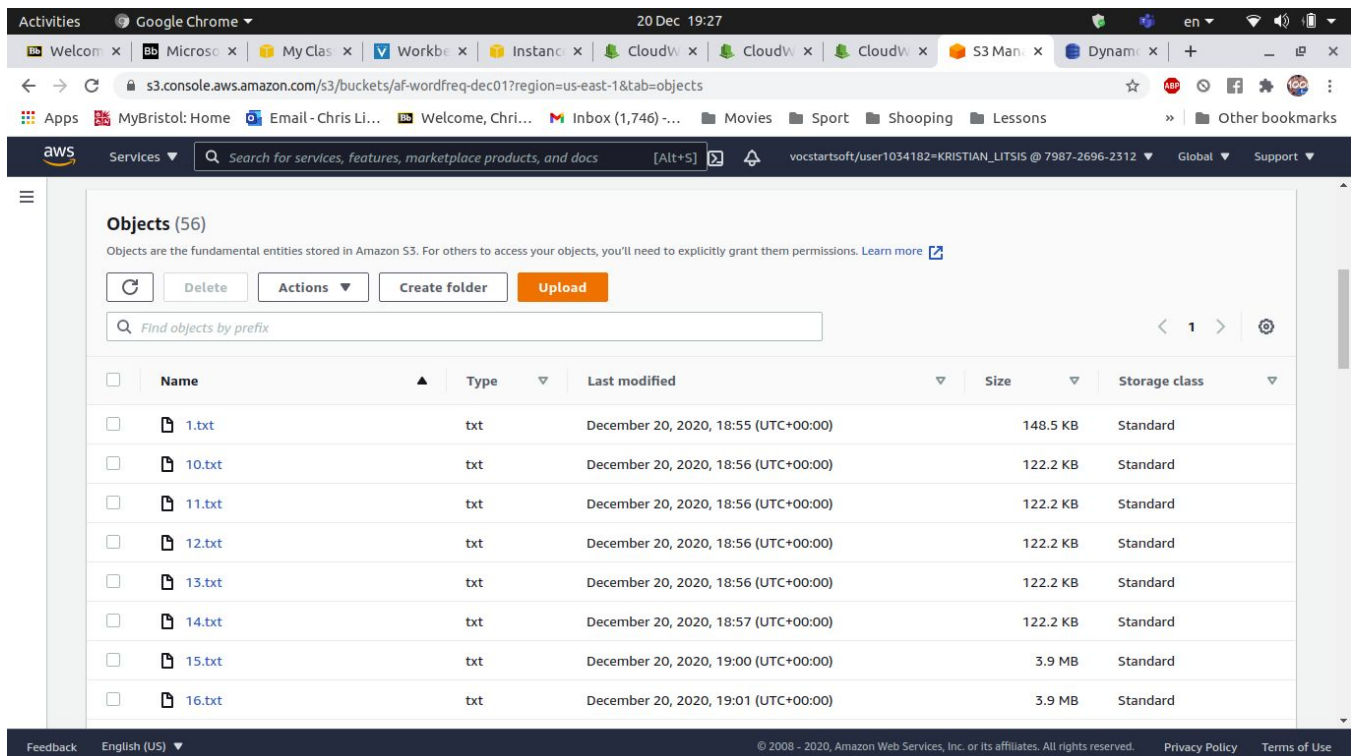 Activities Google Chrome ▾ 20 Dec 19:27 en ▾
Welcom × Microso × My Clas × Workbe × Instanc × CloudW × CloudW × CloudW × S3 Mana × Dynamo × +
s3.console.aws.amazon.com/s3/buckets/af-wordfreq-dec01?region=us-east-1&tab=objects
Apps MyBristol: Home Email - Chris Li... Welcome, Chri... Inbox (1,746) -... Movies Sport Shooping Lessons » Other bookmarks
aws Services ▼ Search for services, features, marketplace products, and docs [Alt+S] vocstartsoft/user1034182=KRISTIAN_LITSIS @ 7987-2696-2312 ▼ Global ▼ Support ▼
Objects (56)
Objects are the fundamental entities stored in Amazon S3. For others to access your objects, you'll need to explicitly grant them permissions. Learn more
Delete Actions ▼ Create folder Upload
Find objects by prefix < 1 >
Name ▲ Type Last modified Size Storage class
1.txt txt December 20, 2020, 18:55 (UTC+00:00) 148.5 KB Standard
10.txt txt December 20, 2020, 18:56 (UTC+00:00) 122.2 KB Standard
11.txt txt December 20, 2020, 18:56 (UTC+00:00) 122.2 KB Standard
12.txt txt December 20, 2020, 18:56 (UTC+00:00) 122.2 KB Standard
13.txt txt December 20, 2020, 18:56 (UTC+00:00) 122.2 KB Standard
14.txt txt December 20, 2020, 18:57 (UTC+00:00) 122.2 KB Standard
15.txt txt December 20, 2020, 19:00 (UTC+00:00) 3.9 MB Standard
16.txt txt December 20, 2020, 19:01 (UTC+00:00) 3.9 MB Standard
Feedback English (US) ▼ © 2008 - 2020, Amazon Web Services, Inc. or its affiliates. All rights reserved. Privacy Policy Terms of Use